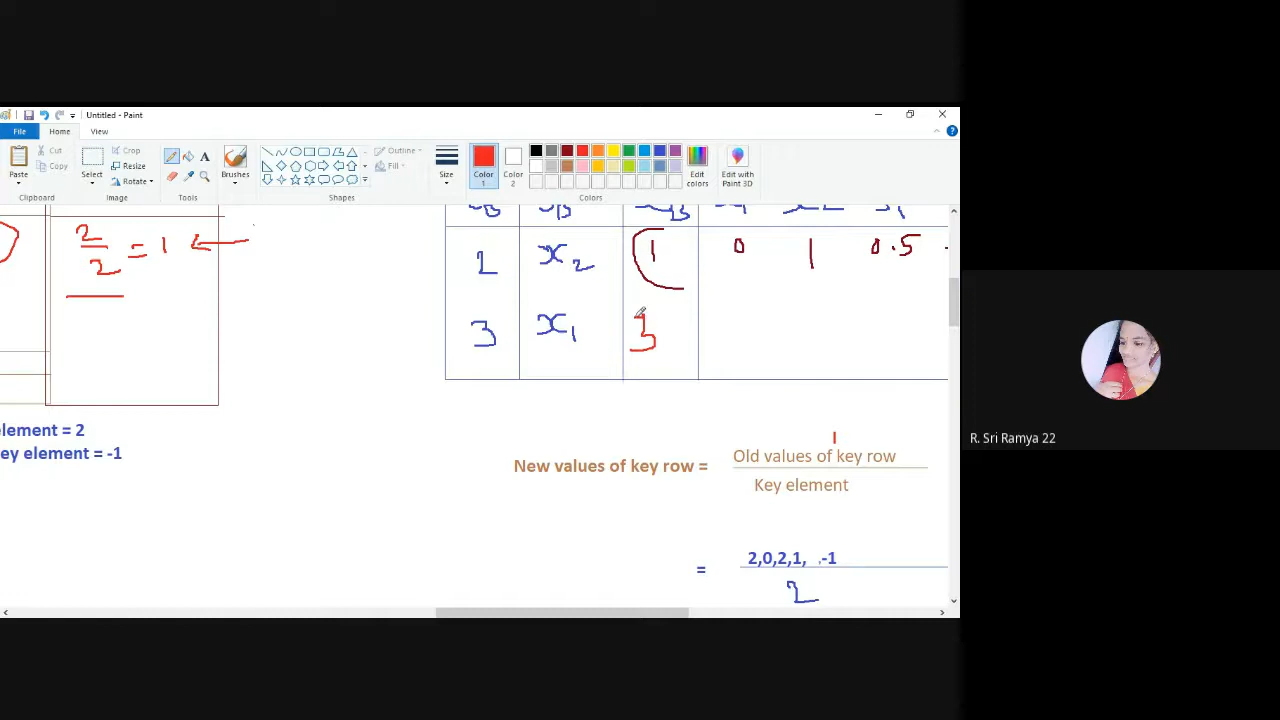 Untitled - Paint
File Home View
Cut
Copy
Paste
Clipboard
Select
Crop
Resize
Rotate
Image
A
Tools
Brushes
Outline
Fill
Shapes
Size
Color 1
Color 2
Edit colors
Colors
Edit with Paint 3D
2/2 = 1 ←
2 x2 1 0 1 0.5
3 x1 3
element = 2
ey element = -1
1
New values of key row = Old values of key row
Key element
= 2,0,2,1, -1
2
R. Sri Ramya 22